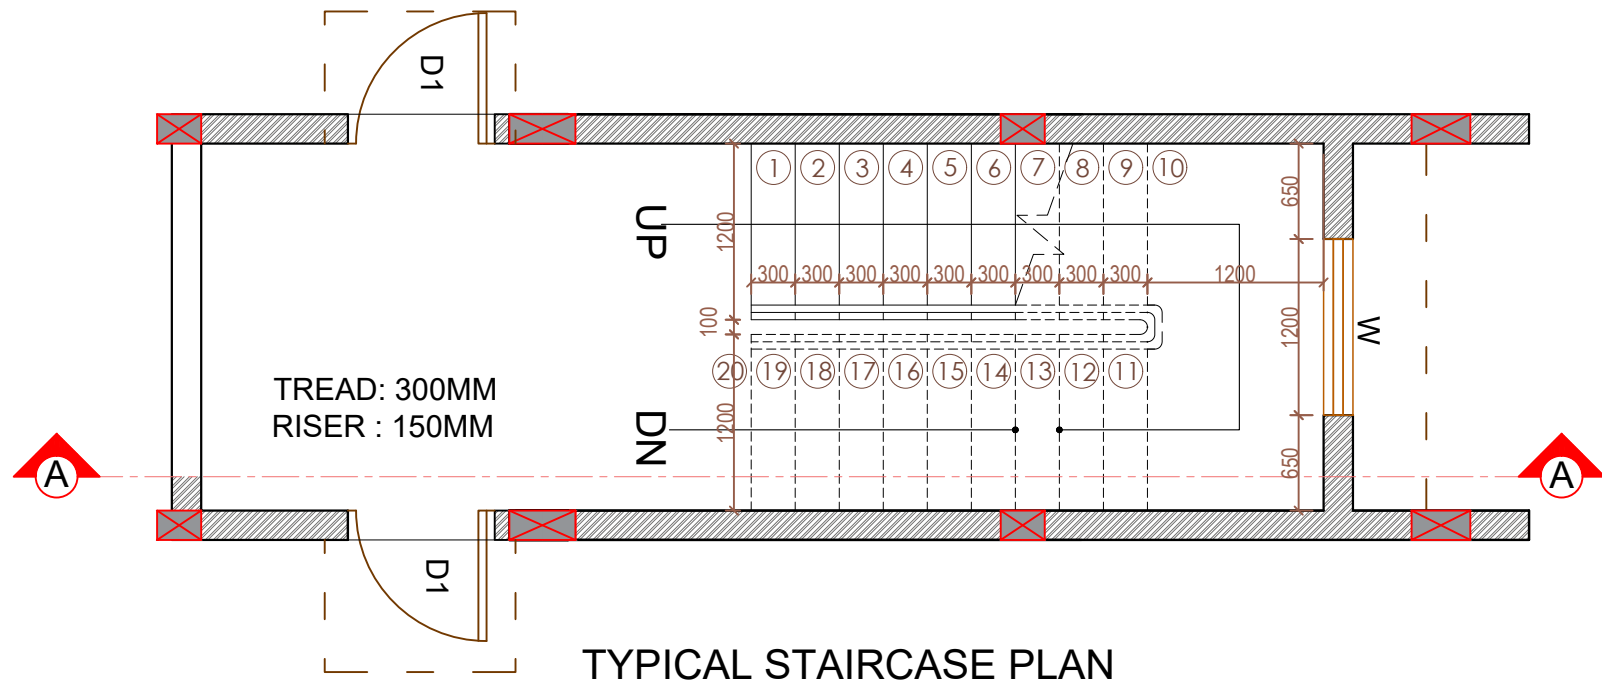 D1
1 2 3 4 5 6 7 8 9 10
650
UP
1200
300 300 300 300 300 300 300 300 300 1200
100
1200
W
20 19 18 17 16 15 14 13 12 11
TREAD: 300MM
RISER : 150MM
1200
DN
650
A
A
D1
TYPICAL STAIRCASE PLAN